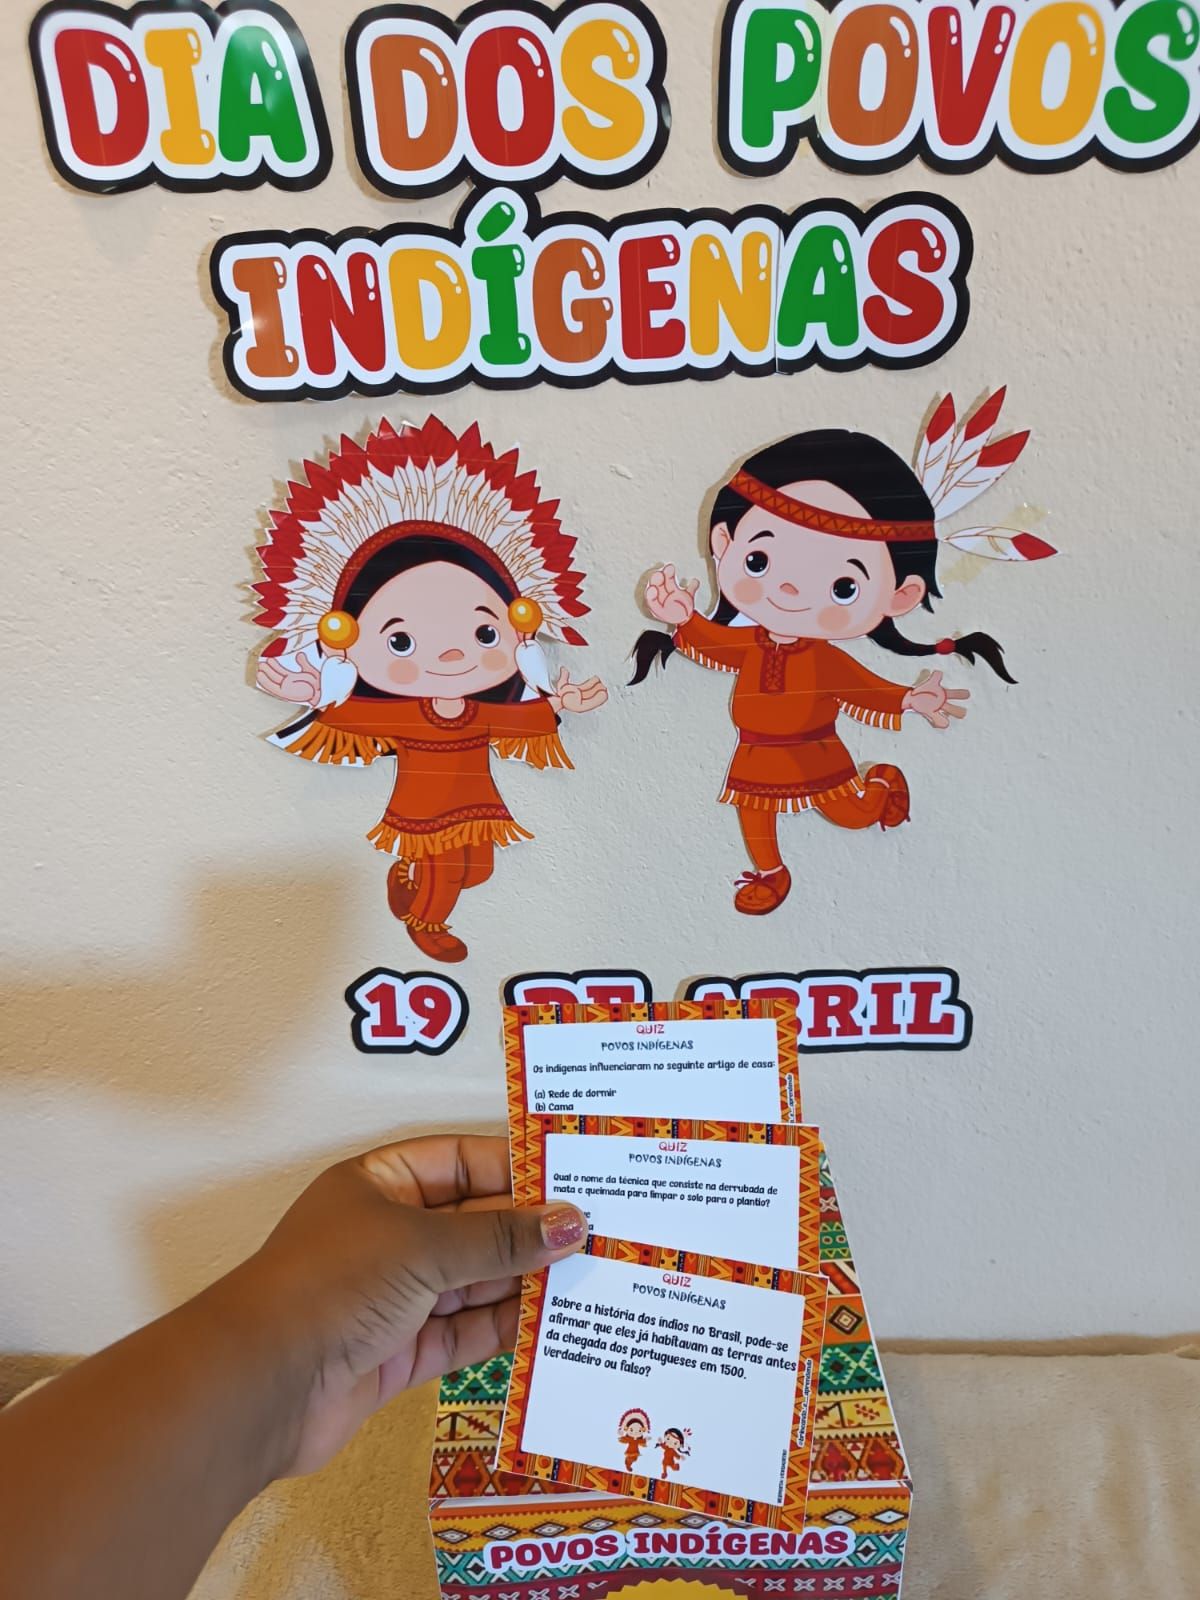 DIA DOS POVOS
INDÍGENAS
19 DE ABRIL
QUIZ
POVOS INDÍGENAS
Os indígenas influenciaram no seguinte artigo de casa:
(a) Rede de dormir
(b) Cama
QUIZ
POVOS INDÍGENAS
Qual o nome da técnica que consiste na derrubada de
mata e queimada para limpar o solo para o plantio?
QUIZ
POVOS INDÍGENAS
Sobre a história dos índios no Brasil, pode-se
afirmar que eles já habitavam as terras antes
da chegada dos portugueses em 1500.
Verdadeiro ou falso?
POVOS INDÍGENAS